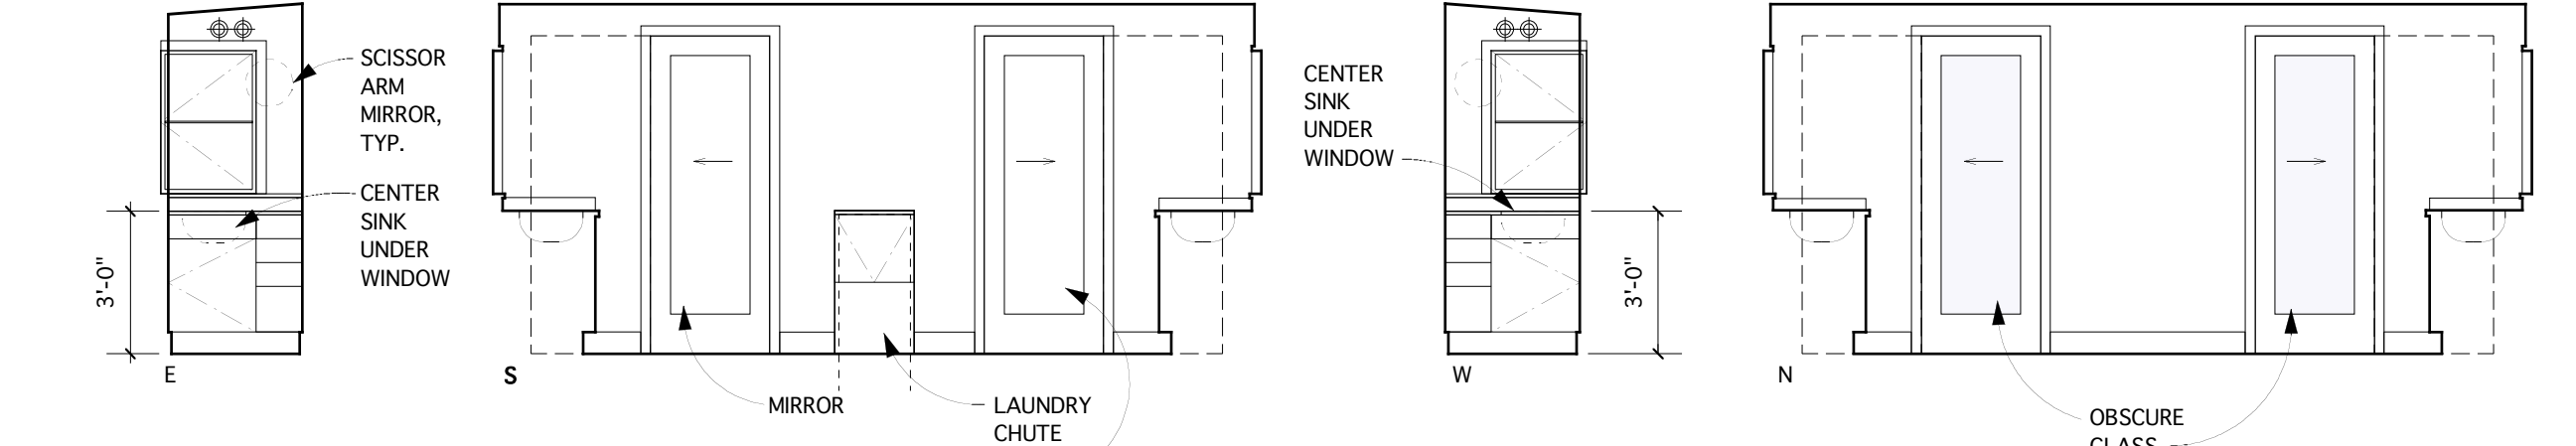 SCISSOR
ARM
MIRROR,
TYP.
CENTER
SINK
UNDER
WINDOW
3'-0"
E
S
MIRROR
LAUNDRY
CHUTE
CENTER
SINK
UNDER
WINDOW
3'-0"
W
N
OBSCURE
GLASS